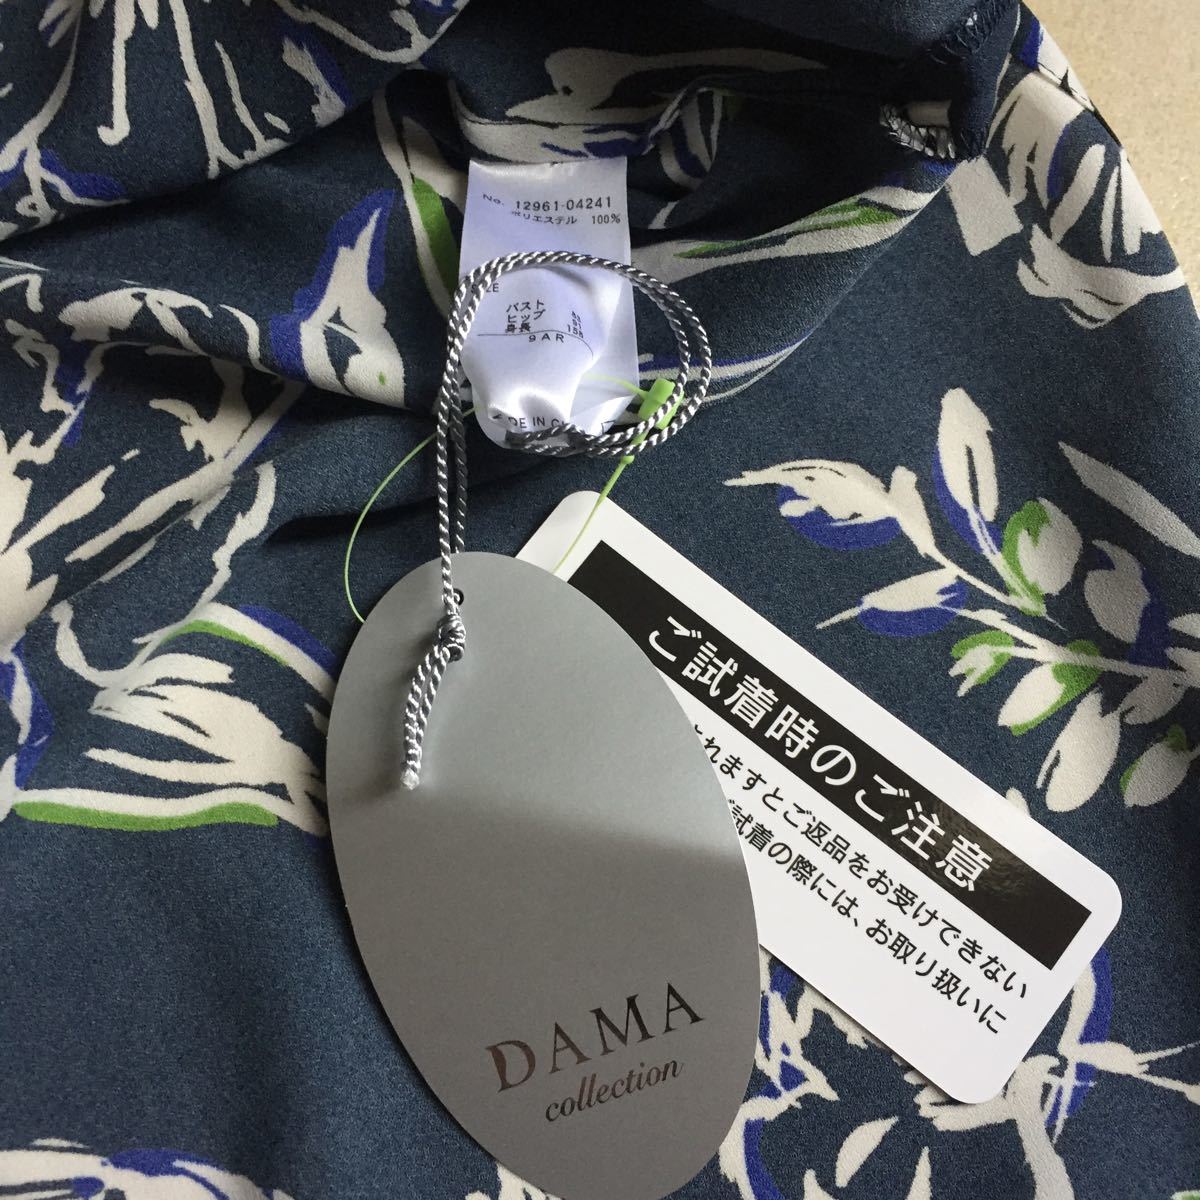 No. 12961-04241
ポリエステル 100%
バスト
ヒップ
身長
9AR
DE IN C
ご試着時のご注意
れますとご返品をお受けできない
試着の際には、お取り扱いに
DAMA
collection